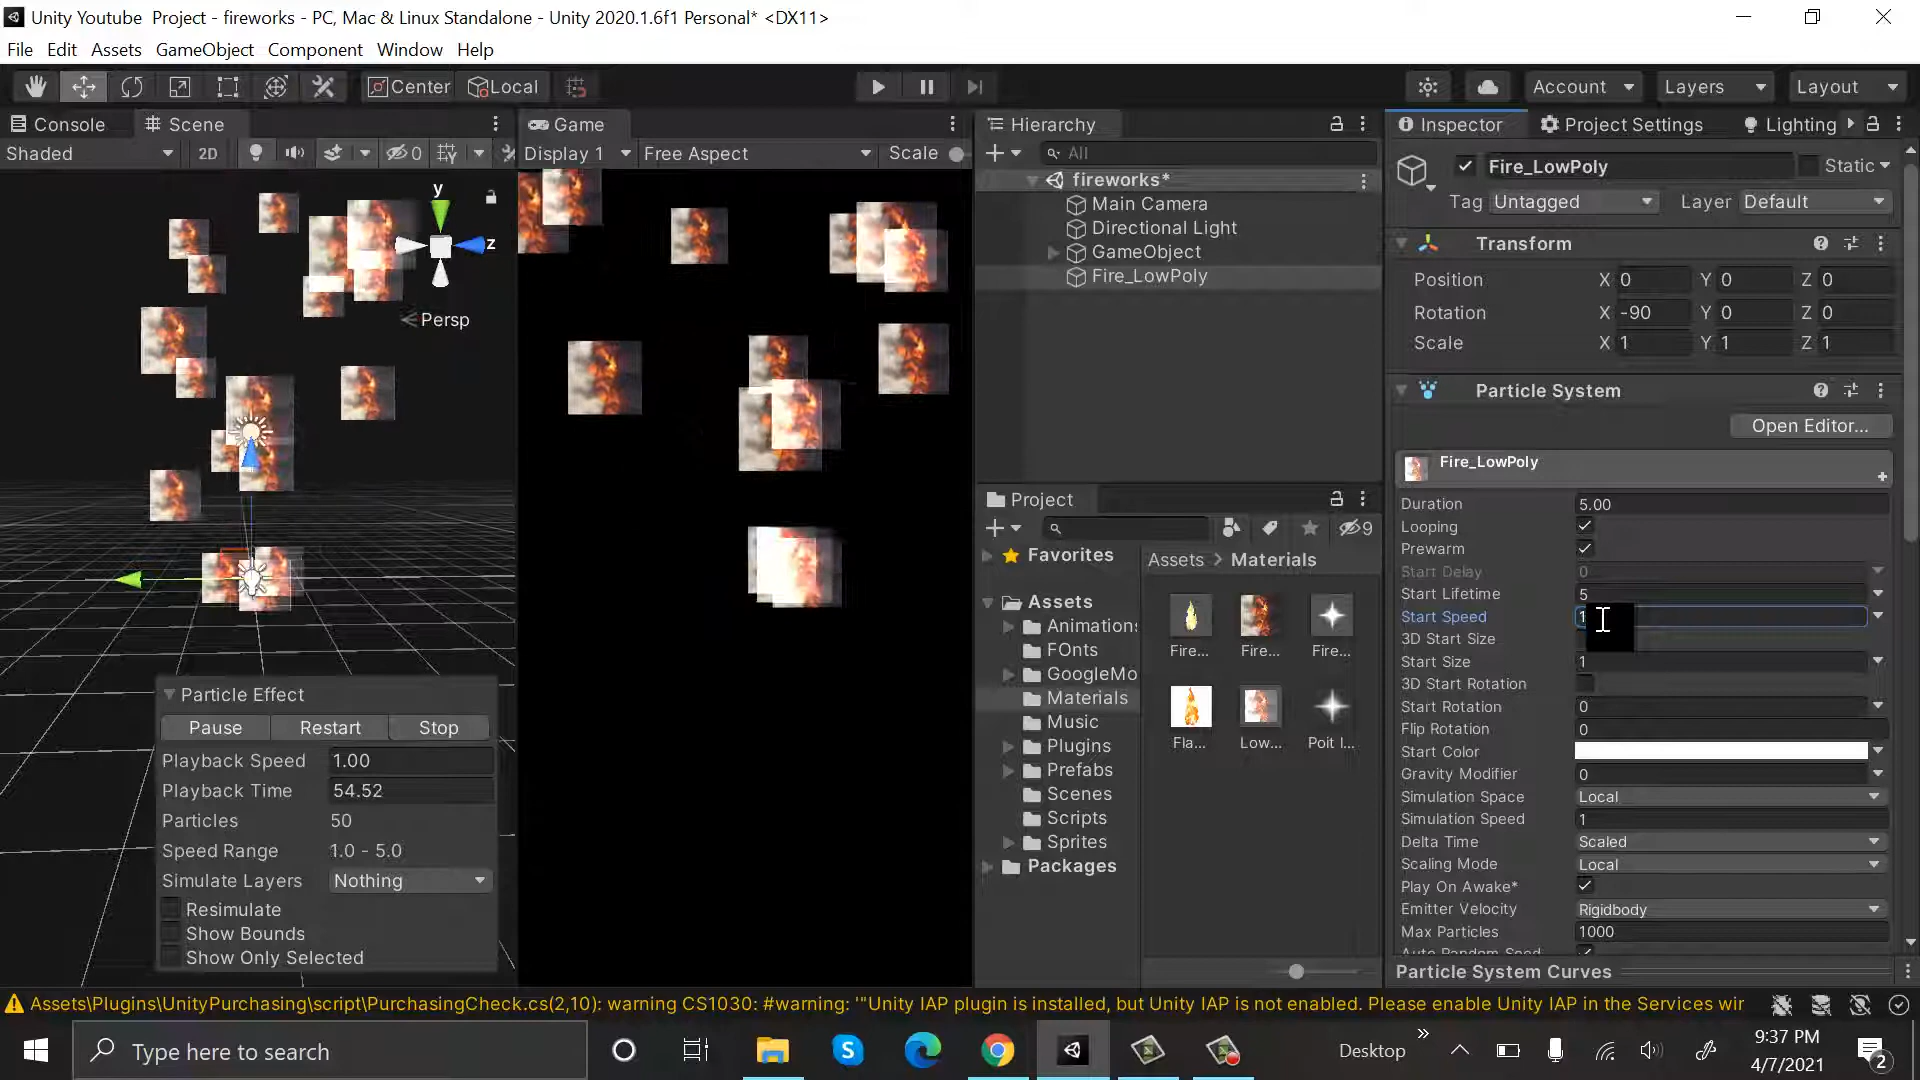 Unity Youtube Project - fireworks - PC, Mac & Linux Standalone - Unity 2020.1.6f1 Personal* <DX11>
File Edit Assets GameObject Component Window Help
Center Local Account Layers Layout
Console Scene
Shaded 2D 0
y
z
Persp
Particle Effect
Pause Restart Stop
Playback Speed 1.00
Playback Time 54.52
Particles 50
Speed Range 1.0 - 5.0
Simulate Layers Nothing
Resimulate
Show Bounds
Show Only Selected
Game
Display 1 Free Aspect Scale
Hierarchy
All
fireworks*
Main Camera
Directional Light
GameObject
Fire_LowPoly
Project
9
Favorites
Assets
Animation
FOnts
GoogleMo
Materials
Music
Plugins
Prefabs
Scenes
Scripts
Sprites
Packages
Assets > Materials
Fire... Fire... Fire...
Fla... Low... Poit l...
Inspector Project Settings Lighting
Fire_LowPoly Static
Tag Untagged Layer Default
Transform
Position X 0 Y 0 Z 0
Rotation X -90 Y 0 Z 0
Scale X 1 Y 1 Z 1
Particle System
Open Editor...
Fire_LowPoly
Duration 5.00
Looping
Prewarm
Start Delay 0
Start Lifetime 5
Start Speed 1
3D Start Size
Start Size 1
3D Start Rotation
Start Rotation 0
Flip Rotation 0
Start Color
Gravity Modifier 0
Simulation Space Local
Simulation Speed 1
Delta Time Scaled
Scaling Mode Local
Play On Awake*
Emitter Velocity Rigidbody
Max Particles 1000
Auto Random Seed
Particle System Curves
Assets\Plugins\UnityPurchasing\script\PurchasingCheck.cs(2,10): warning CS1030: #warning: '"Unity IAP plugin is installed, but Unity IAP is not enabled. Please enable Unity IAP in the Services wir
Type here to search
Desktop
9:37 PM
4/7/2021
2